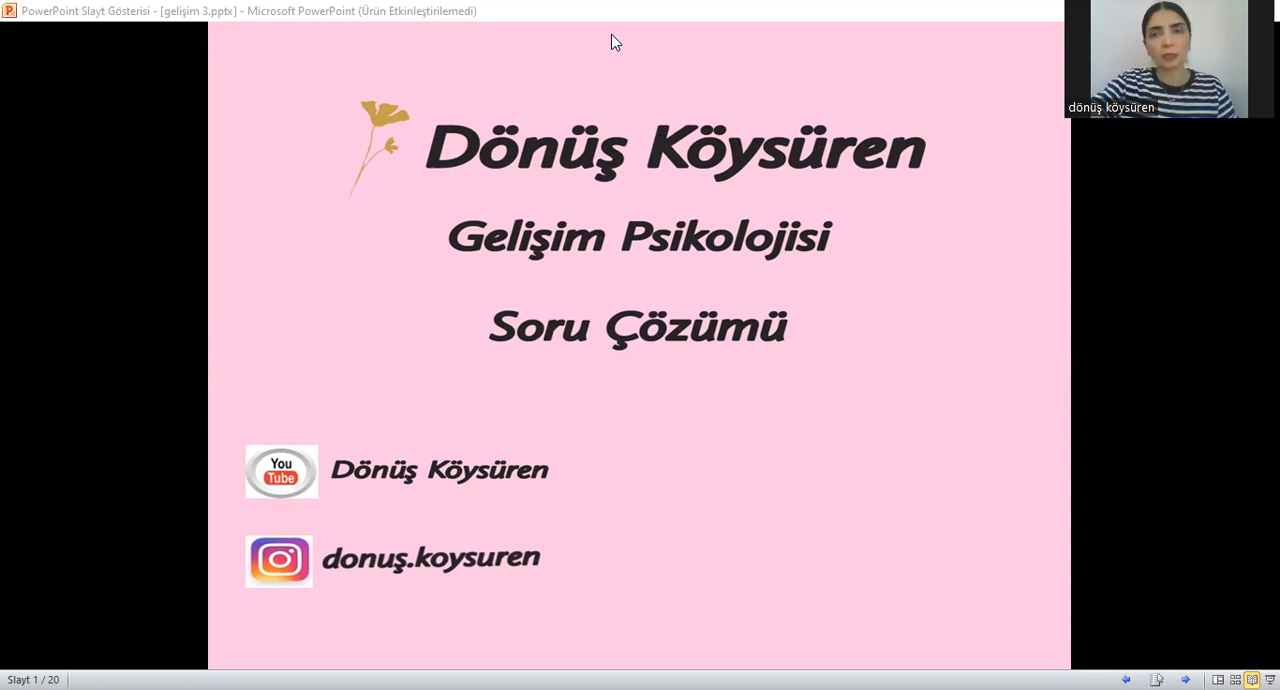 PowerPoint Slayt Gösterisi - [gelişim 3.pptx] - Microsoft PowerPoint (Ürün Etkinleştirilemedi)
dönüş köysüren
Dönüş Köysüren
Gelişim Psikolojisi
Soru Çözümü
You
Tube
Dönüş Köysüren
donuş.koysuren
Slayt 1 / 20